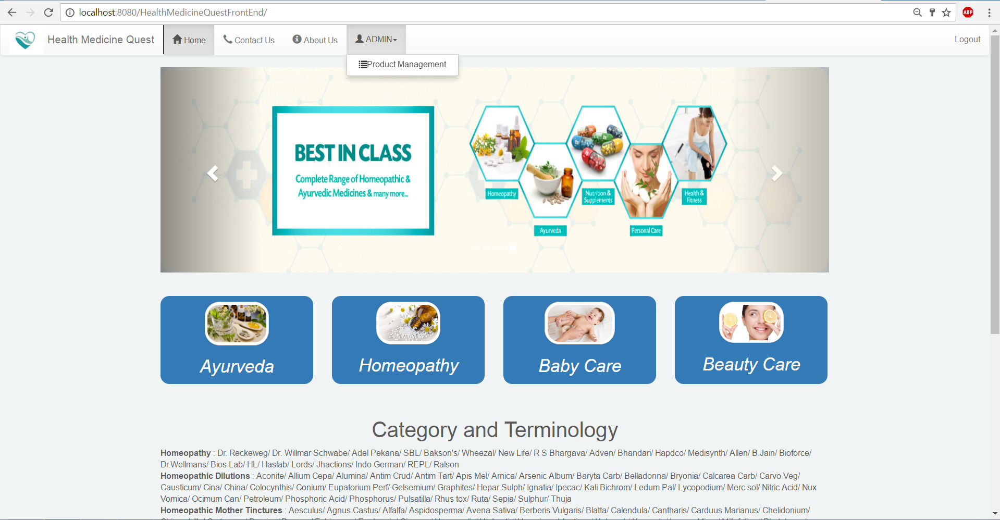 localhost:8080/HealthMedicineQuestFrontEnd/
ABP
Health Medicine Quest
Home
Contact Us
About Us
ADMIN
Logout
Product Management
BEST IN CLASS
Complete Range of Homeopathic &
Ayurvedic Medicines & many more...
Homeopathy
Ayurveda
Nutrition &
Supplements
Personal Care
Health &
Fitness
Ayurveda
Homeopathy
Baby Care
Beauty Care
Category and Terminology
Homeopathy : Dr. Reckeweg/ Dr. Willmar Schwabe/ Adel Pekana/ SBL/ Bakson's/ Wheezal/ New Life/ R S Bhargava/ Adven/ Bhandari/ Hapdco/ Medisynth/ Allen/ B.Jain/ Bioforce/
Dr.Wellmans/ Bios Lab/ HL/ Haslab/ Lords/ Jhactions/ Indo German/ REPL/ Ralson
Homeopathic Dilutions : Aconite/ Allium Cepa/ Alumina/ Antim Crud/ Antim Tart/ Apis Mel/ Arnica/ Arsenic Album/ Baryta Carb/ Belladonna/ Bryonia/ Calcarea Carb/ Carvo Veg/
Causticum/ Cina/ China/ Colocynthis/ Conium/ Eupatorium Perf/ Gelsemium/ Graphites/ Hepar Sulph/ Ignatia/ Ipecac/ Kali Bichrom/ Ledum Pal/ Lycopodium/ Merc sol/ Nitric Acid/ Nux
Vomica/ Ocimum Can/ Petroleum/ Phosphoric Acid/ Phosphorus/ Pulsatilla/ Rhus tox/ Ruta/ Sepia/ Sulphur/ Thuja
Homeopathic Mother Tinctures : Aesculus/ Agnus Castus/ Alfalfa/ Aspidosperma/ Avena Sativa/ Berberis Vulgaris/ Blatta/ Calendula/ Cantharis/ Carduus Marianus/ Chelidonium/